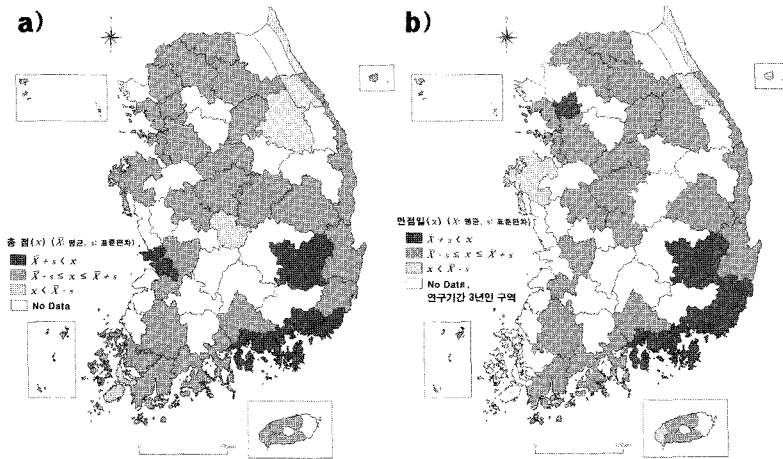 a)
총 점(x) (X̄: 평균, s: 표준편차)
X̄ + s < x
X̄ - s ≤ x ≤ X̄ + s
x < X̄ - s
No Data
b)
만점일(x) (X̄: 평균, s: 표준편차)
X̄ + s < x
X̄ - s ≤ x ≤ X̄ + s
x < X̄ - s
No Data,
연구기간 3년인 구역